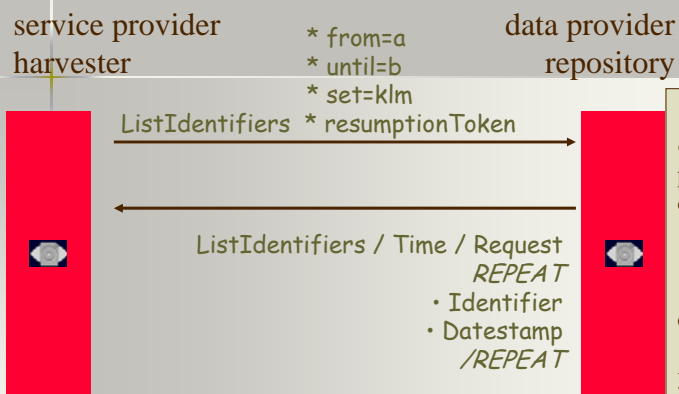 service provider
harvester
data provider
repository
* from=a
* until=b
* set=klm
ListIdentifiers * resumptionToken
ListIdentifiers / Time / Request
REPEAT
• Identifier
• Datestamp
/REPEAT